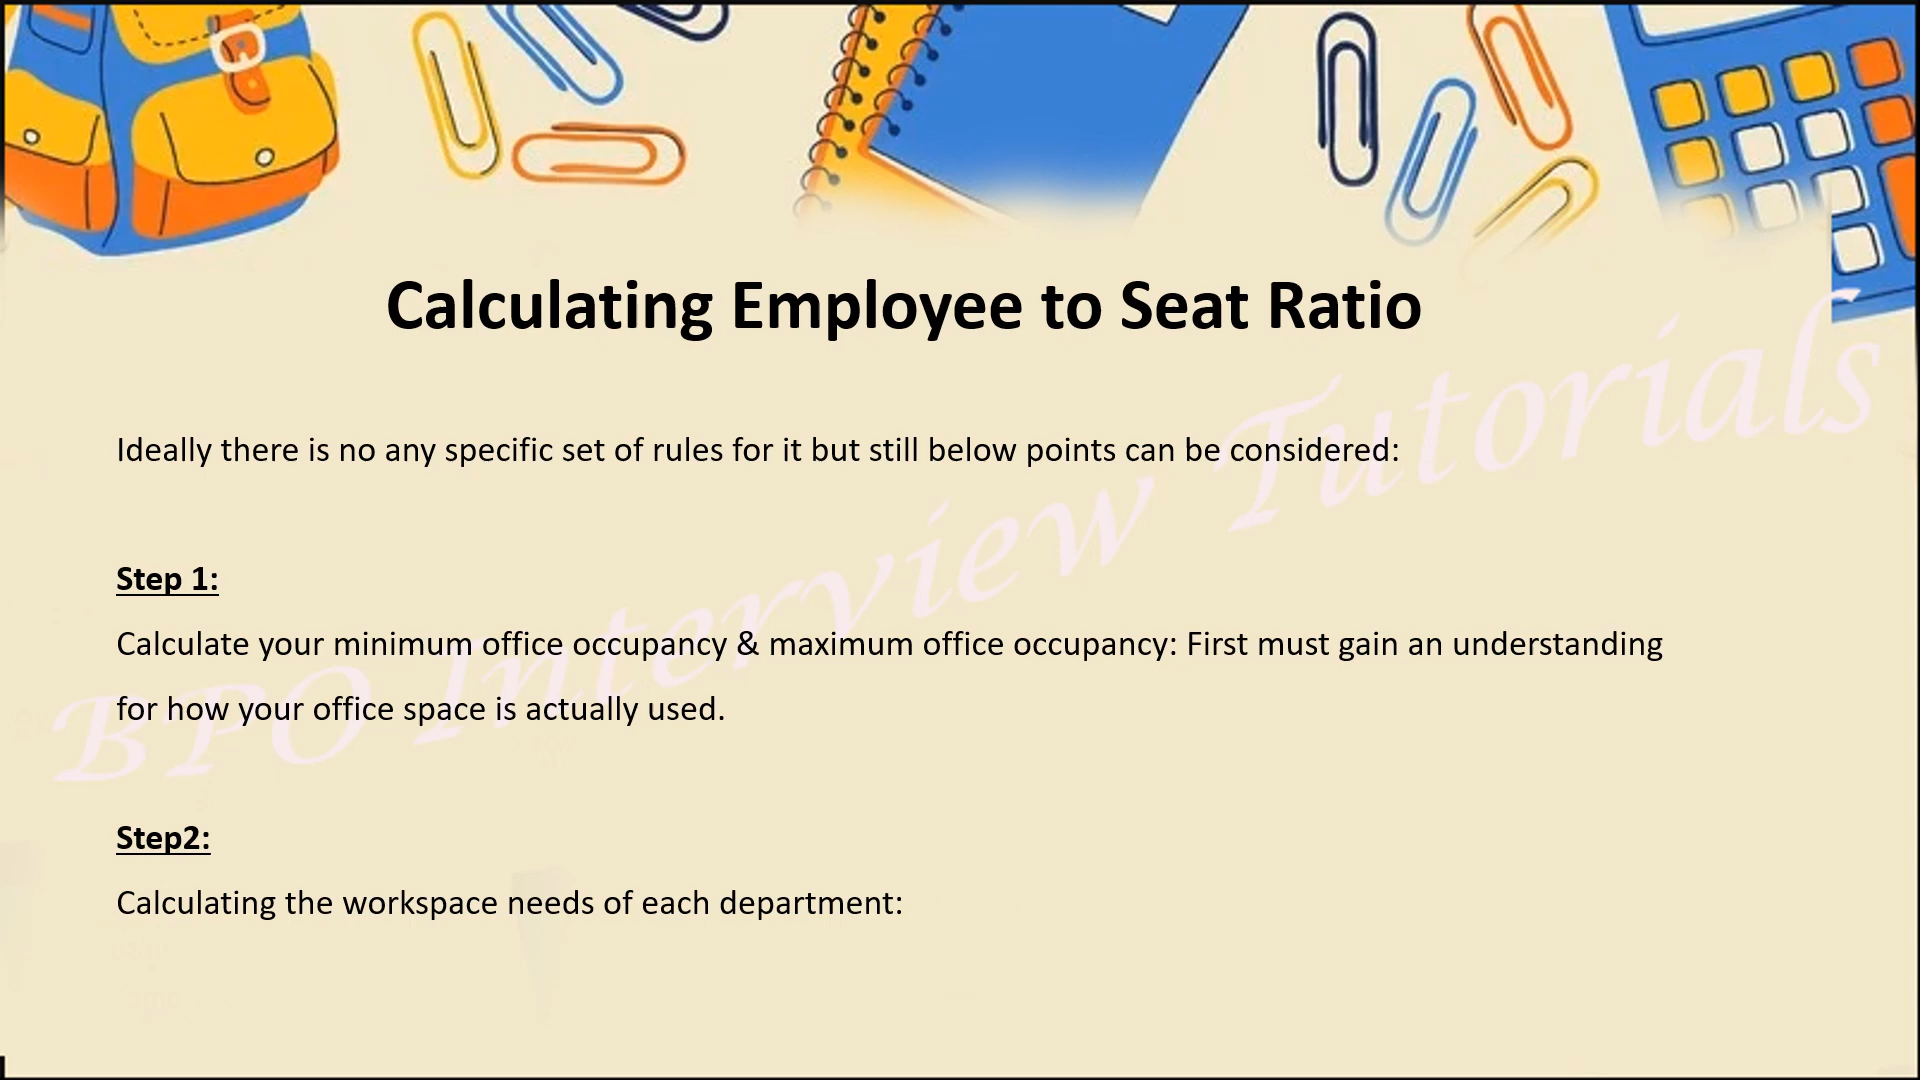 Calculating Employee to Seat Ratio
Ideally there is no any specific set of rules for it but still below points can be considered:
Step 1:
Calculate your minimum office occupancy & maximum office occupancy: First must gain an understanding
for how your office space is actually used.
Step2:
Calculating the workspace needs of each department:
BPO Interview Tutorials